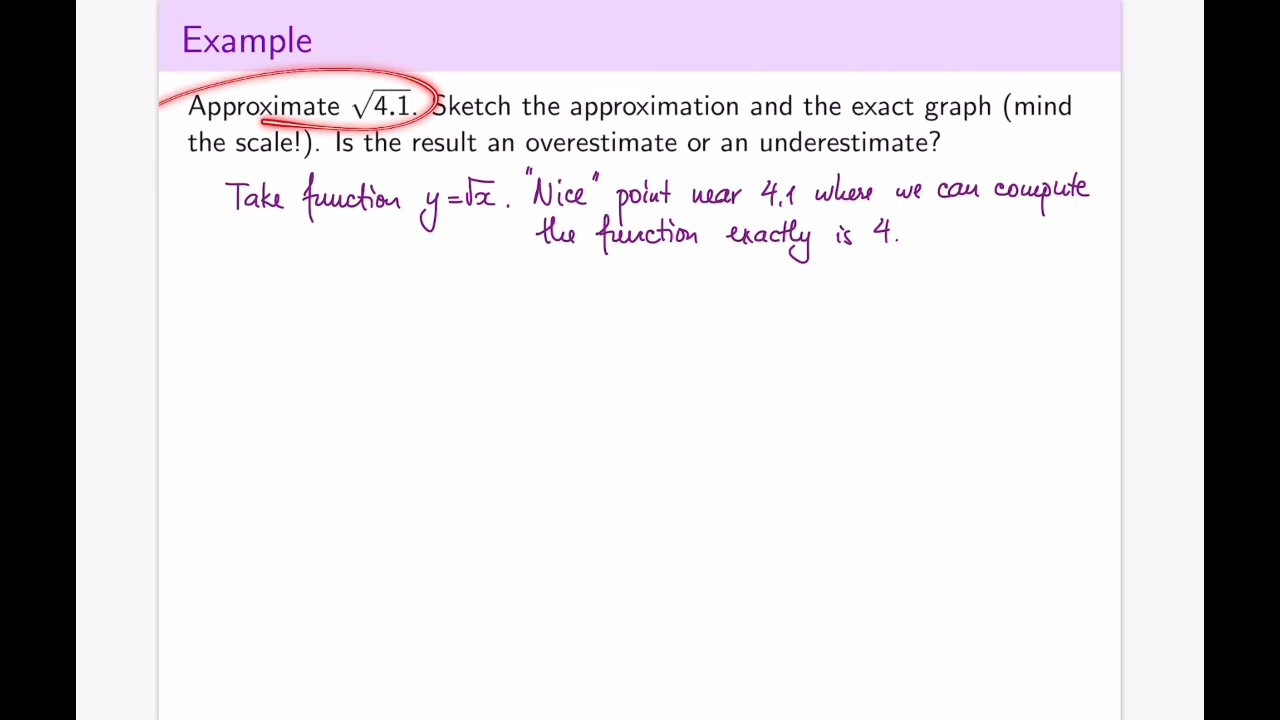 Example
Approximate √4.1. Sketch the approximation and the exact graph (mind
the scale!). Is the result an overestimate or an underestimate?
Take function y=√x. "Nice" point near 4.1 where we can compute
the function exactly is 4.